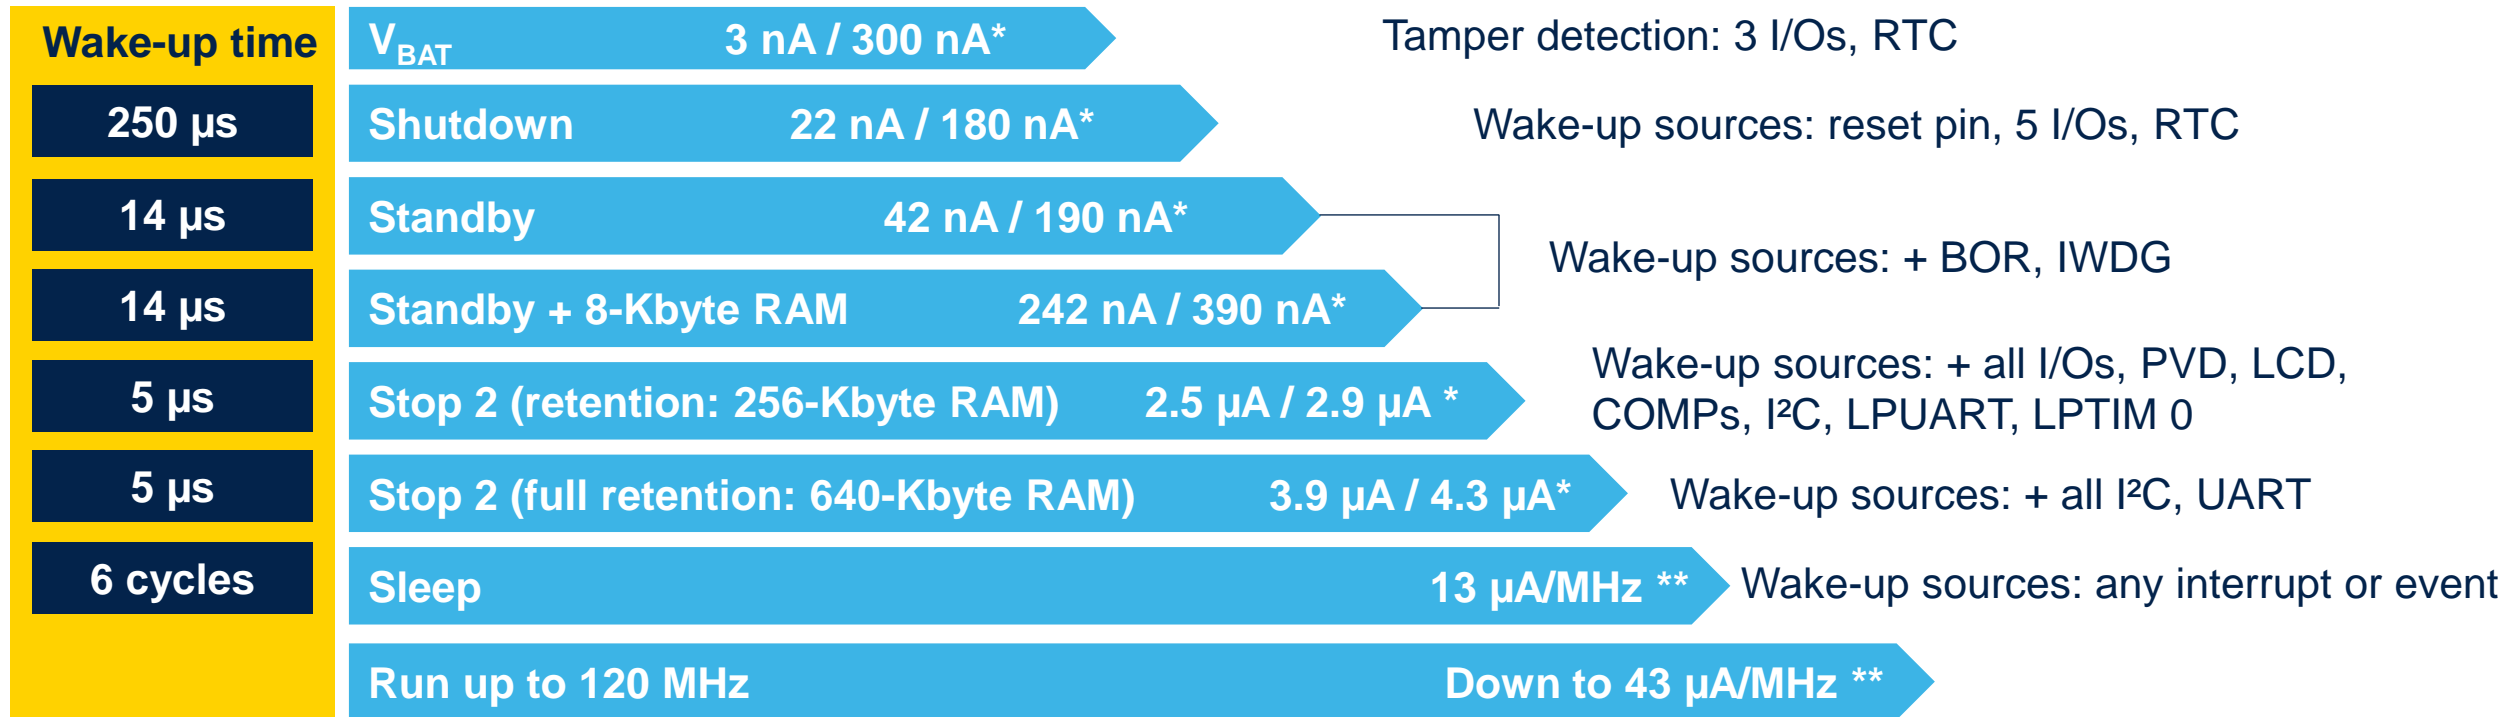 Wake-up time
V_BAT 3 nA / 300 nA*
Tamper detection: 3 I/Os, RTC
250 µs
Shutdown 22 nA / 180 nA*
Wake-up sources: reset pin, 5 I/Os, RTC
14 µs
Standby 42 nA / 190 nA*
Wake-up sources: + BOR, IWDG
14 µs
Standby + 8-Kbyte RAM 242 nA / 390 nA*
5 µs
Stop 2 (retention: 256-Kbyte RAM) 2.5 µA / 2.9 µA *
Wake-up sources: + all I/Os, PVD, LCD,
COMPs, I²C, LPUART, LPTIM 0
5 µs
Stop 2 (full retention: 640-Kbyte RAM) 3.9 µA / 4.3 µA*
Wake-up sources: + all I²C, UART
6 cycles
Sleep 13 µA/MHz **
Wake-up sources: any interrupt or event
Run up to 120 MHz Down to 43 µA/MHz **